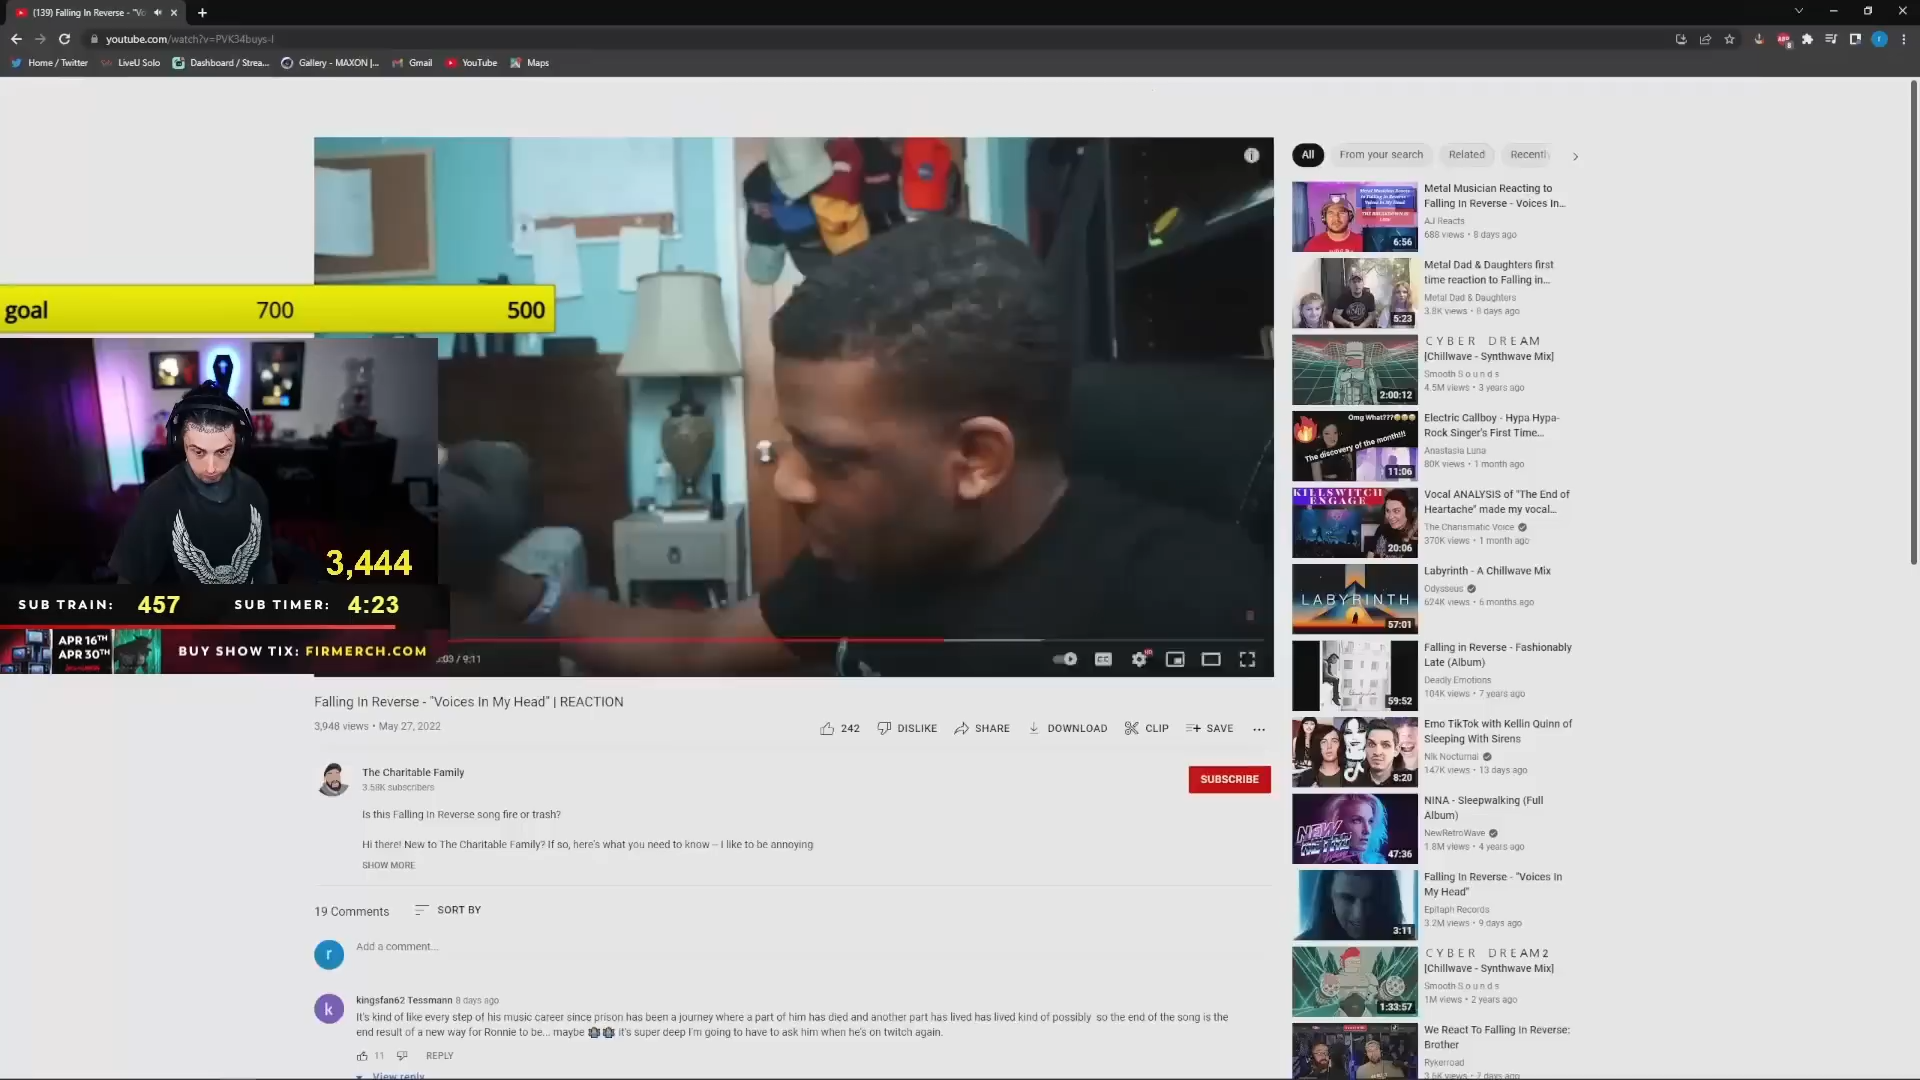 (139) Falling In Reverse - "Vo
youtube.com/watch?v=PVK34buys-I
Home / Twitter
LiveU Solo
Dashboard / Strea...
Gallery - MAXON |...
Gmail
YouTube
Maps
goal 700 500
3,444
SUB TRAIN: 457 SUB TIMER: 4:23
APR 16TH
APR 30TH
BUY SHOW TIX: FIRMERCH.COM
:03 / 9:11
Falling In Reverse - "Voices In My Head" | REACTION
3,948 views • May 27, 2022
242 DISLIKE SHARE DOWNLOAD CLIP SAVE ...
The Charitable Family
3.58K subscribers
SUBSCRIBE
Is this Falling In Reverse song fire or trash?
Hi there! New to The Charitable Family? If so, here's what you need to know – I like to be annoying
SHOW MORE
19 Comments SORT BY
r
Add a comment...
k
kingsfan62 Tessmann 8 days ago
It's kind of like every step of his music career since prison has been a journey where a part of him has died and another part has lived has lived kind of possibly so the end of the song is the
end result of a new way for Ronnie to be... maybe it's super deep I'm going to have to ask him when he's on twitch again.
11 REPLY
View reply
All From your search Related Recently
Metal Musician Reacting to
Falling In Reverse - Voices In...
AJ Reacts
688 views • 8 days ago
6:56
Metal Dad & Daughters first
time reaction to Falling in...
Metal Dad & Daughters
3.8K views • 8 days ago
5:23
CYBER DREAM
[Chillwave - Synthwave Mix]
Smooth S o u n d s
4.5M views • 3 years ago
2:00:12
Omg What???
The discovery of the month!!!
11:06
Electric Callboy - Hypa Hypa-
Rock Singer's First Time...
Anastasia Luna
80K views • 1 month ago
KILLSWITCH
ENGAGE
20:06
Vocal ANALYSIS of "The End of
Heartache" made my vocal...
The Charismatic Voice
370K views • 1 month ago
LABYRINTH
57:01
Labyrinth - A Chillwave Mix
Odysseus
624K views • 6 months ago
59:52
Falling in Reverse - Fashionably
Late (Album)
Deadly Emotions
104K views • 7 years ago
8:20
Emo TikTok with Kellin Quinn of
Sleeping With Sirens
Nik Nocturnal
147K views • 13 days ago
NEW
RETRO
WAVE
47:36
NINA - Sleepwalking (Full
Album)
NewRetroWave
1.8M views • 4 years ago
3:11
Falling In Reverse - "Voices In
My Head"
Epitaph Records
3.2M views • 9 days ago
1:33:57
CYBER DREAM2
[Chillwave - Synthwave Mix]
Smooth S o u n d s
1M views • 2 years ago
We React To Falling In Reverse:
Brother
Rykerroad
3.6K views • 7 days ago